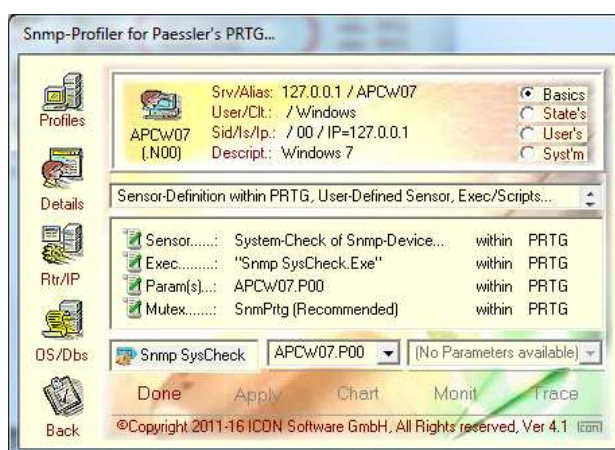 Snmp-Profiler for Paessler's PRTG...
Profiles
Details
Rtr/IP
OS/Dbs
Back
APCW07
(.N00)
Srv/Alias: 127.0.0.1 / APCW07
User/Clt.: / Windows
Sid/Is/Ip.: / 00 / IP=127.0.0.1
Descript.: Windows 7
Basics
State's
User's
Syst'm
Sensor-Definition within PRTG, User-Defined Sensor, Exec/Scripts...
Sensor......: System-Check of Snmp-Device... within PRTG
Exec.........: "Snmp SysCheck.Exe" within PRTG
Param(s)...: APCW07.P00 within PRTG
Mutex.......: SnmPrtg (Recommended) within PRTG
Snmp SysCheck APCW07.P00 (No Parameters available)
Done Apply Chart Monit Trace
©Copyright 2011-16 ICON Software GmbH, All Rights reserved, Ver 4.1 Icon